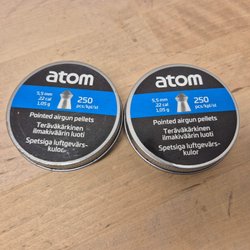 atom
5.5 mm
.22 cal
1.05 g
250
pcs/kpl/st
Pointed airgun pellets
Teräväkärkinen
ilmakiväärin luoti
Spetsiga luftgevärs-
kulor
atom
5.5 mm
.22 cal
1.05 g
250
pcs/kpl/st
Pointed airgun pellets
Teräväkärkinen
ilmakiväärin luoti
Spetsiga luftgevärs-
kulor